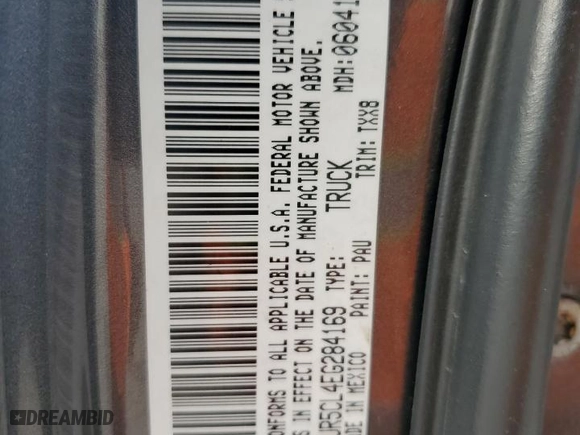 ONFORMS TO ALL APPLICABLE U.S.A. FEDERAL MOTOR VEHICLE
S IN EFFECT ON THE DATE OF MANUFACTURE SHOWN ABOVE.
MDH:06041
UR5CL4EG284169 TYPE: TRUCK
DE IN MEXICO PAINT: PAU TRIM: TXX8
DREAMBID